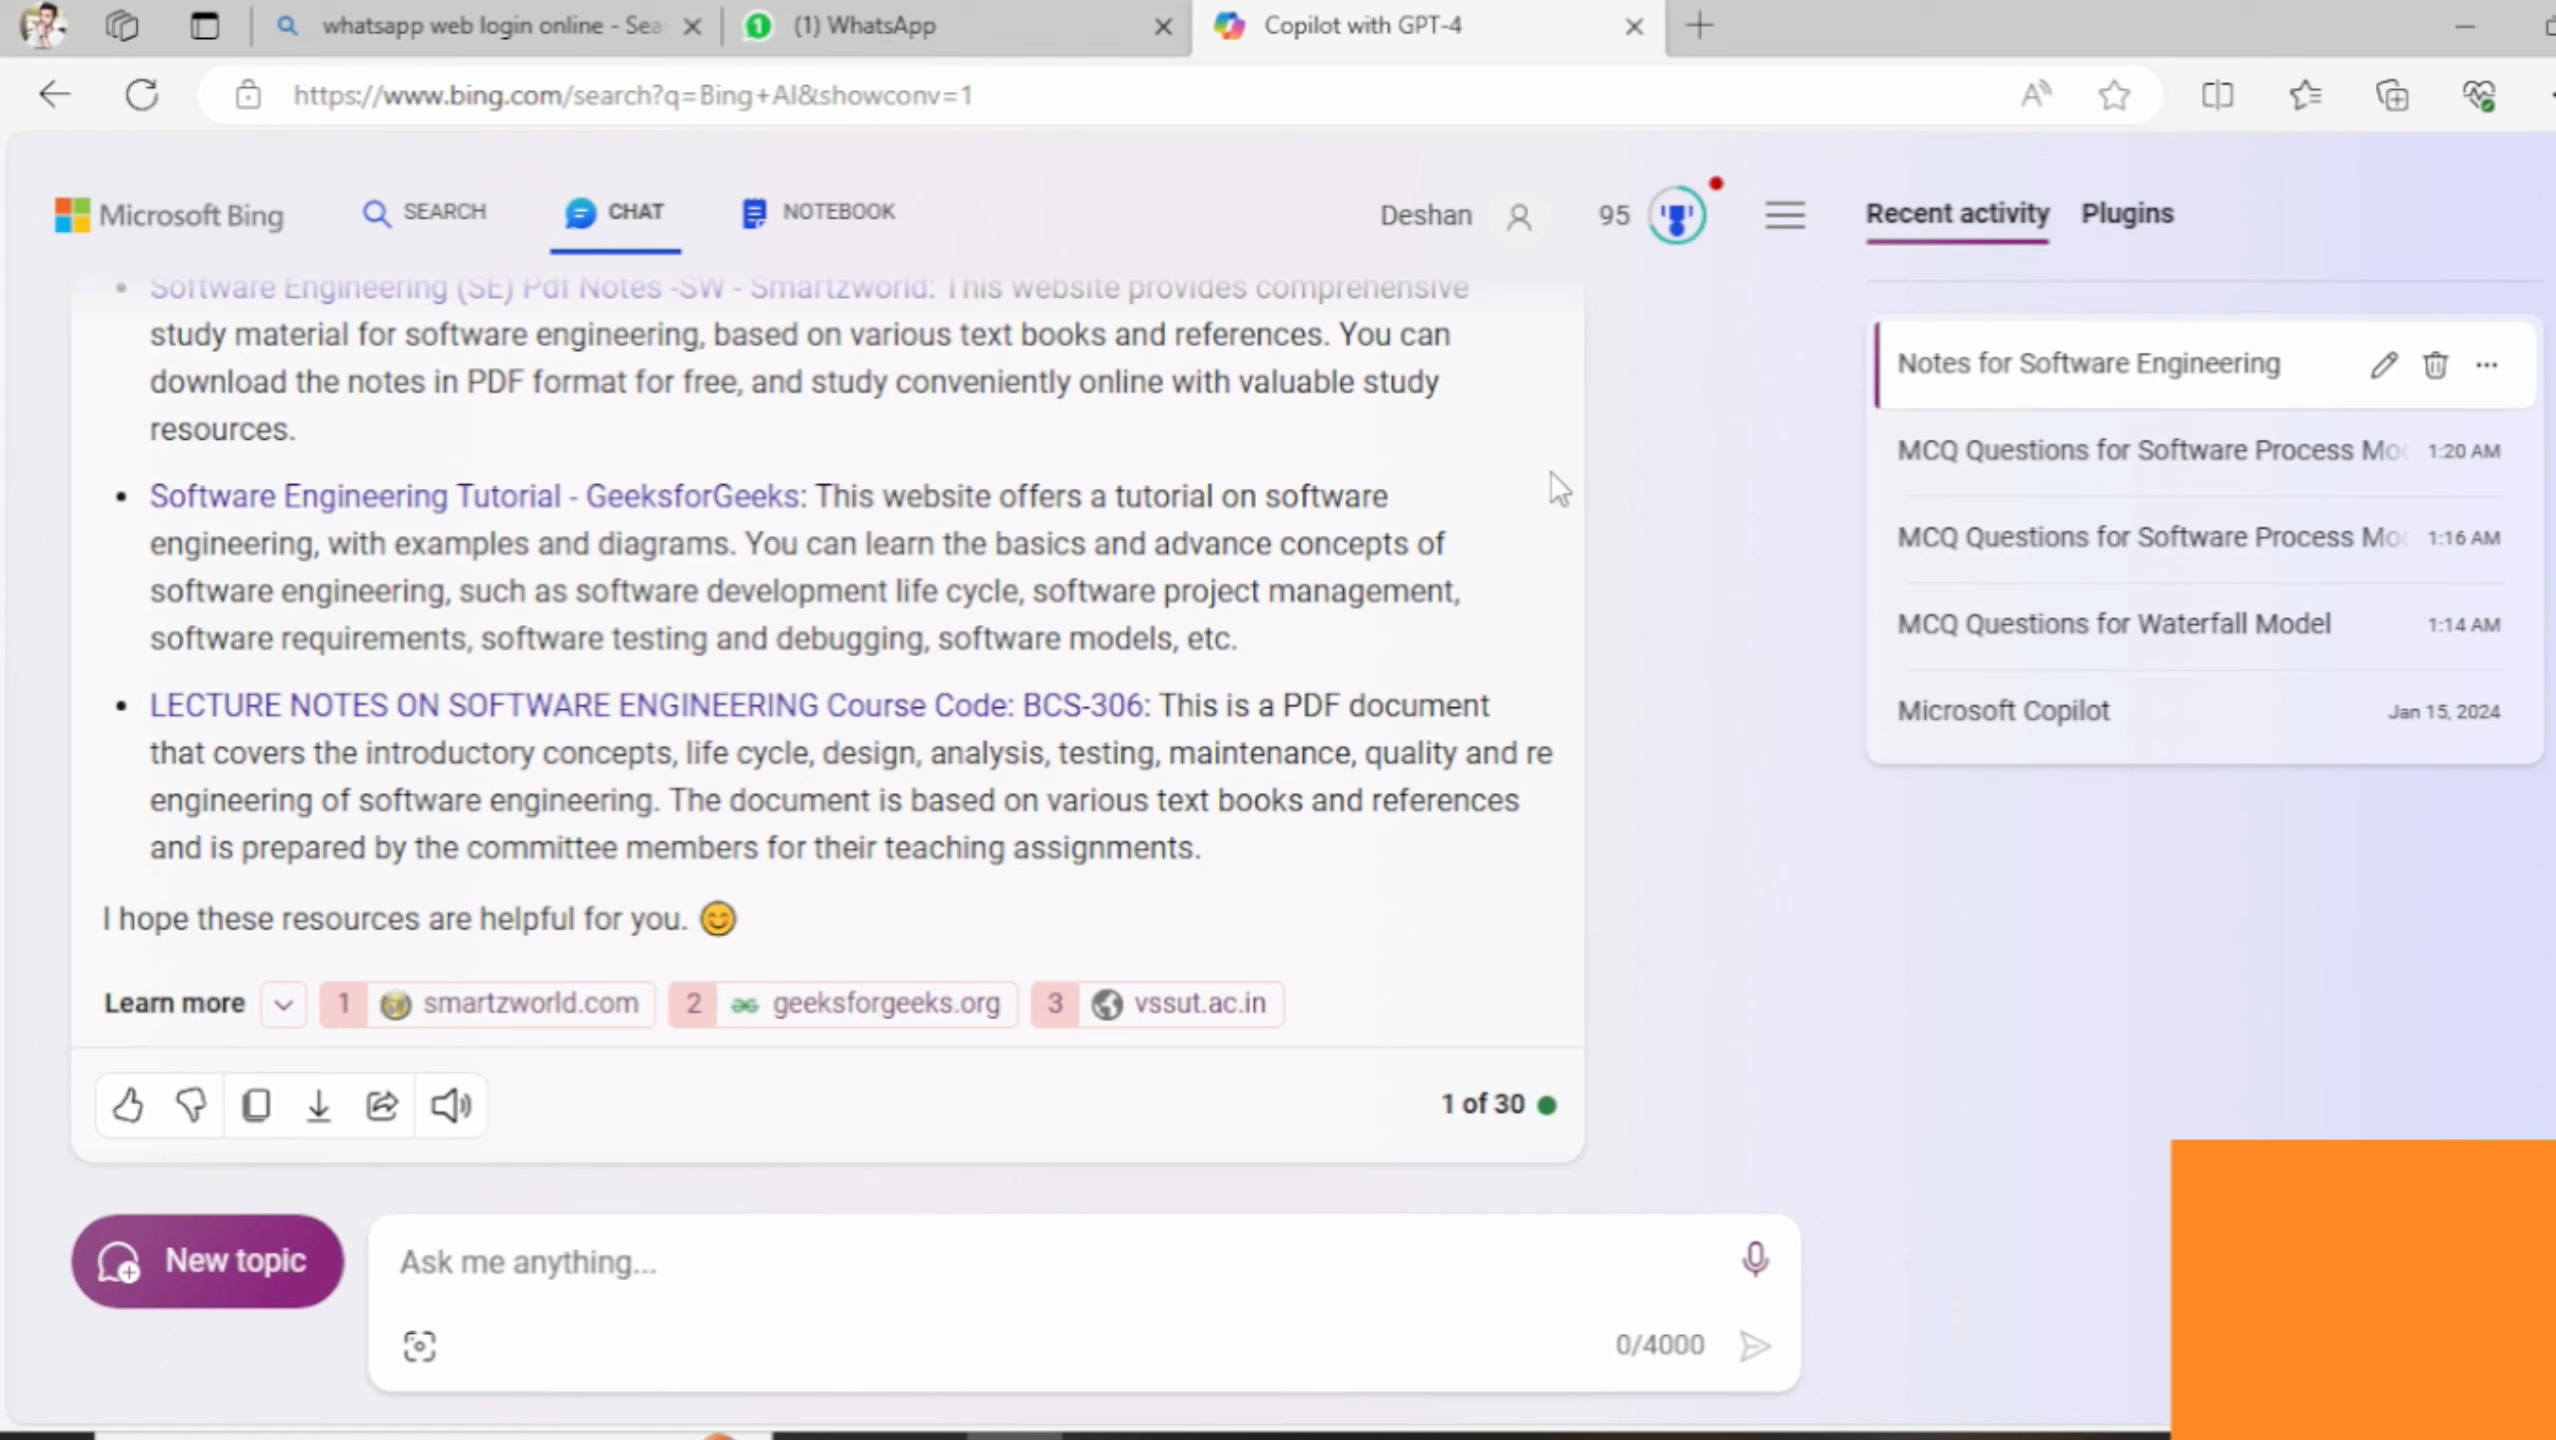 whatsapp web login online - Sea
(1) WhatsApp
Copilot with GPT-4
https://www.bing.com/search?q=Bing+AI&showconv=1
Microsoft Bing
SEARCH
CHAT
NOTEBOOK
Deshan
95
Recent activity
Plugins
Software Engineering (SE) Pdf Notes -SW - Smartzworld: This website provides comprehensive
study material for software engineering, based on various text books and references. You can
download the notes in PDF format for free, and study conveniently online with valuable study
resources.
Software Engineering Tutorial - GeeksforGeeks: This website offers a tutorial on software
engineering, with examples and diagrams. You can learn the basics and advance concepts of
software engineering, such as software development life cycle, software project management,
software requirements, software testing and debugging, software models, etc.
LECTURE NOTES ON SOFTWARE ENGINEERING Course Code: BCS-306: This is a PDF document
that covers the introductory concepts, life cycle, design, analysis, testing, maintenance, quality and re
engineering of software engineering. The document is based on various text books and references
and is prepared by the committee members for their teaching assignments.
I hope these resources are helpful for you. 😊
Learn more
1 smartzworld.com
2 geeksforgeeks.org
3 vssut.ac.in
1 of 30
Notes for Software Engineering
MCQ Questions for Software Process Mo 1:20 AM
MCQ Questions for Software Process Mo 1:16 AM
MCQ Questions for Waterfall Model 1:14 AM
Microsoft Copilot Jan 15, 2024
New topic
Ask me anything...
0/4000